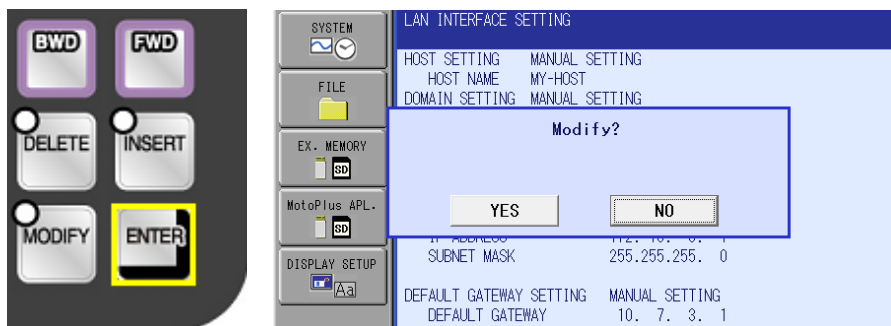 BWD FWD
DELETE INSERT
MODIFY ENTER
SYSTEM
FILE
EX. MEMORY
SD
MotoPlus APL.
SD
DISPLAY SETUP
Aa
LAN INTERFACE SETTING
HOST SETTING MANUAL SETTING
HOST NAME MY-HOST
DOMAIN SETTING MANUAL SETTING
Modify?
YES NO
IP ADDRESS
SUBNET MASK 255.255.255. 0
DEFAULT GATEWAY SETTING MANUAL SETTING
DEFAULT GATEWAY 10. 7. 3. 1